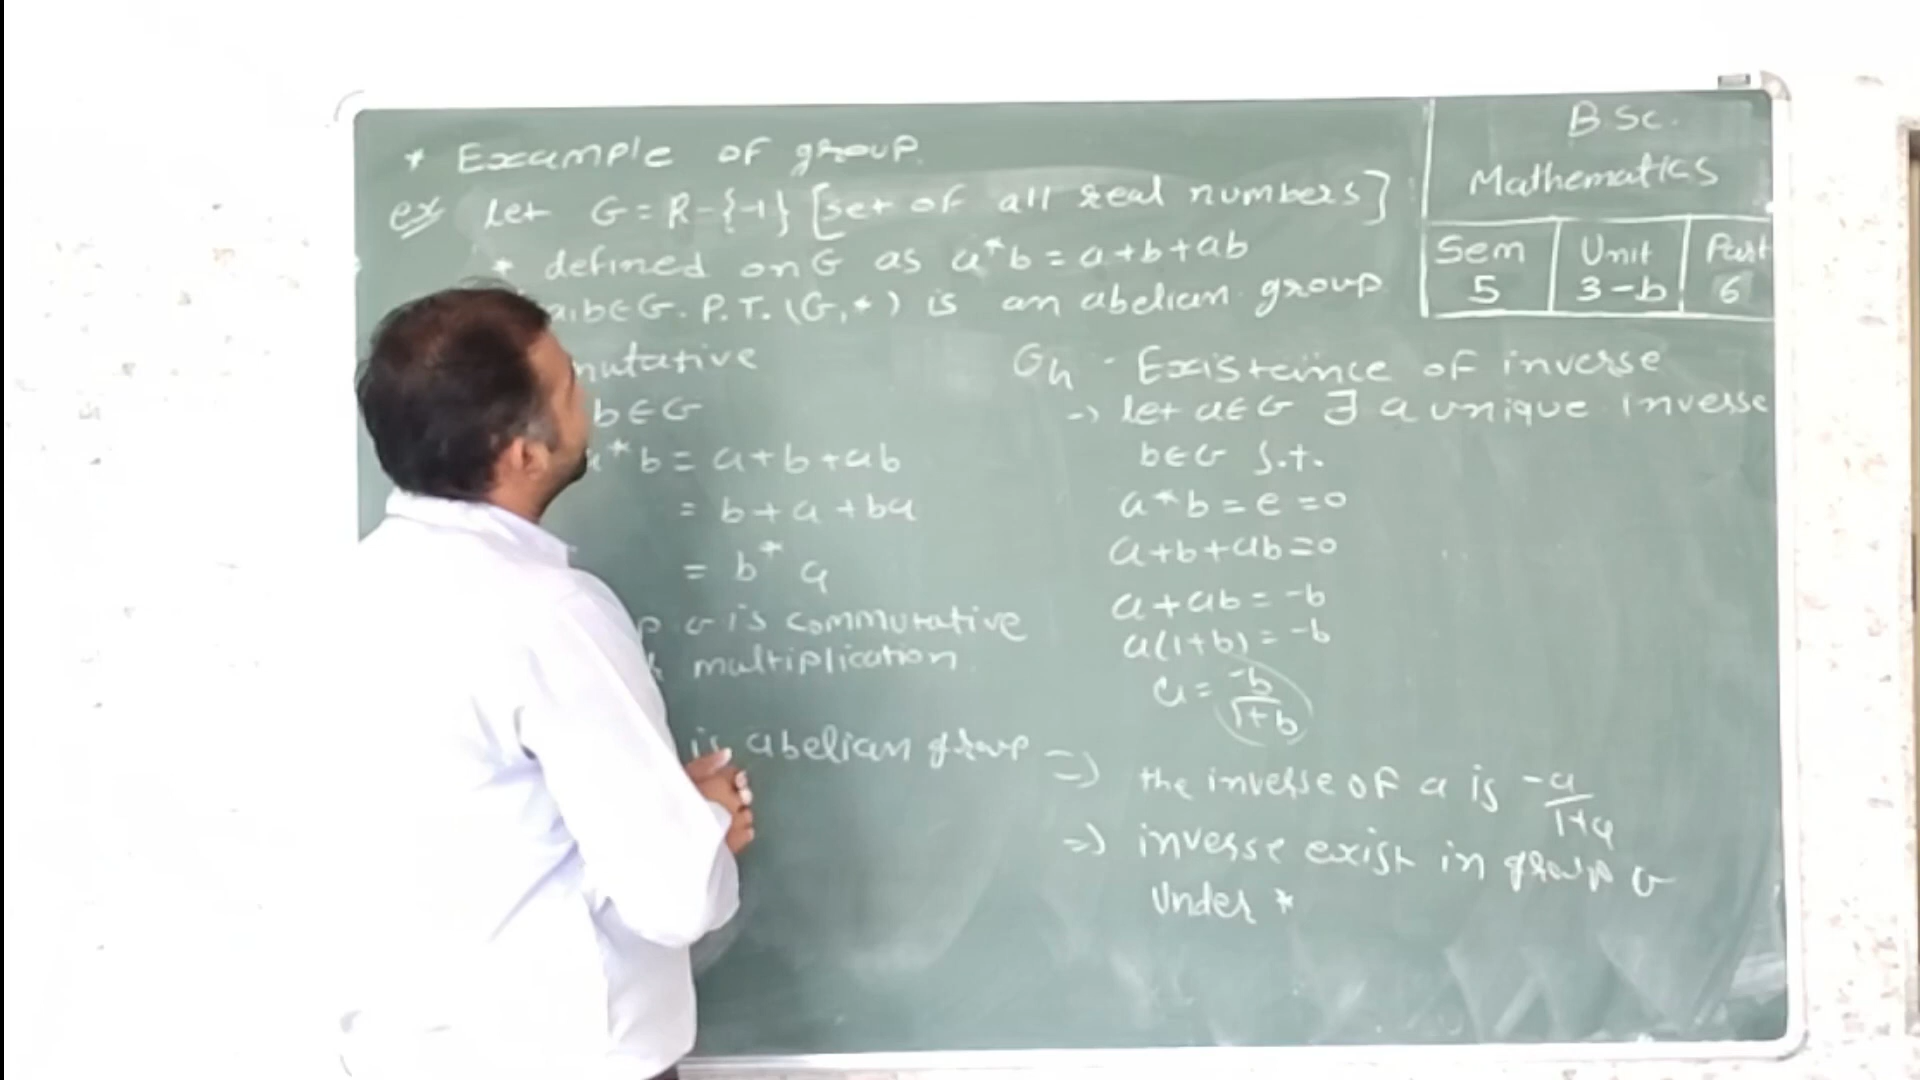 * Example of group.
ex Let G = R-{-1} [set of all real numbers]
* defined on G as a*b = a+b+ab
a,b∈G. P.T. (G,*) is an abelian group
mutative
b∈G
a*b = a+b+ab
= b+a+ba
= b* a
p G is commutative
multiplication.
is abelian group
G4 - Existeince of inverse
-> let a∈G ∃ a unique inverse
b∈G s.t.
a*b = e = 0
a+b+ab=0
a+ab = -b
a(1+b) = -b
a = -b
1+b
=> the inverse of a is -a
1+a
=> inverse exist in group G
Under *
B.Sc.
Mathematics
Sem Unit Part
5 3-b 6